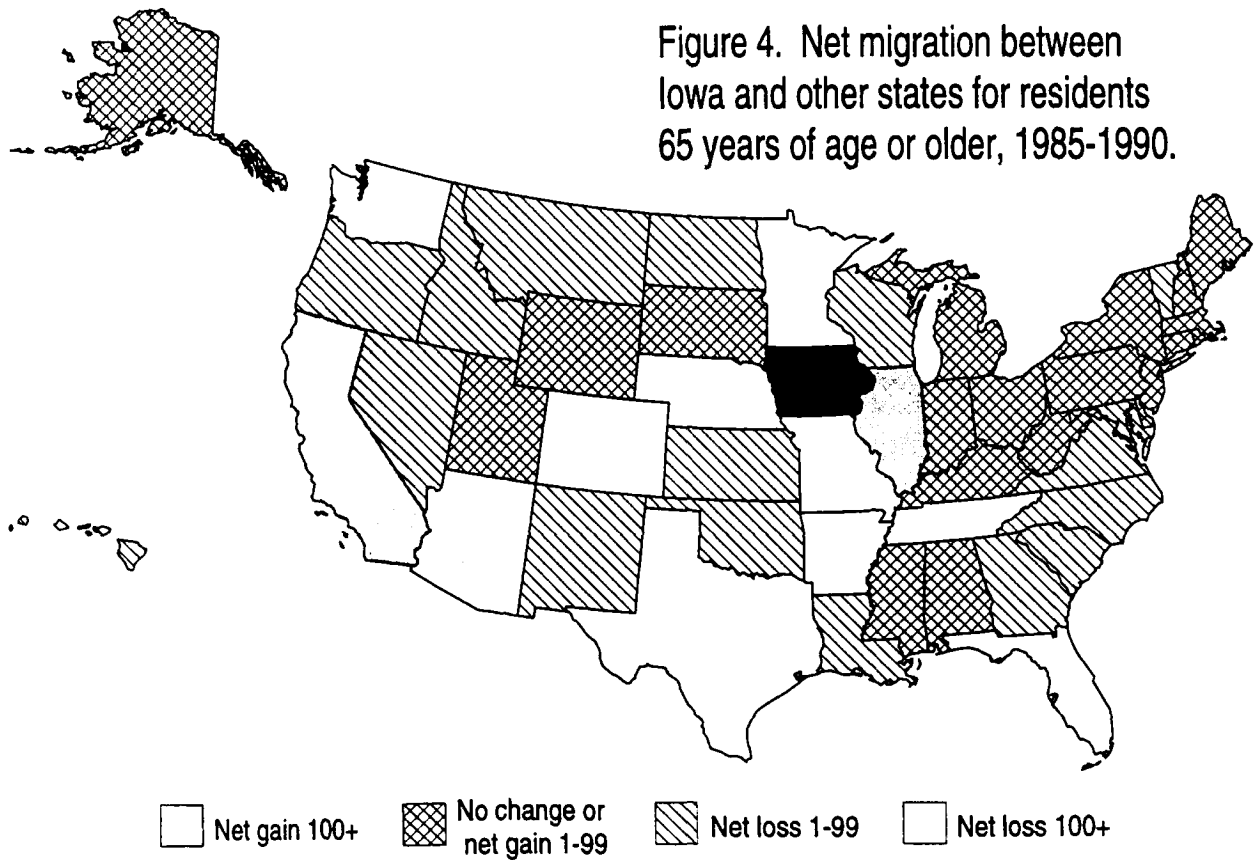 Figure 4. Net migration between
Iowa and other states for residents
65 years of age or older, 1985-1990.
Net gain 100+
No change or
net gain 1-99
Net loss 1-99
Net loss 100+